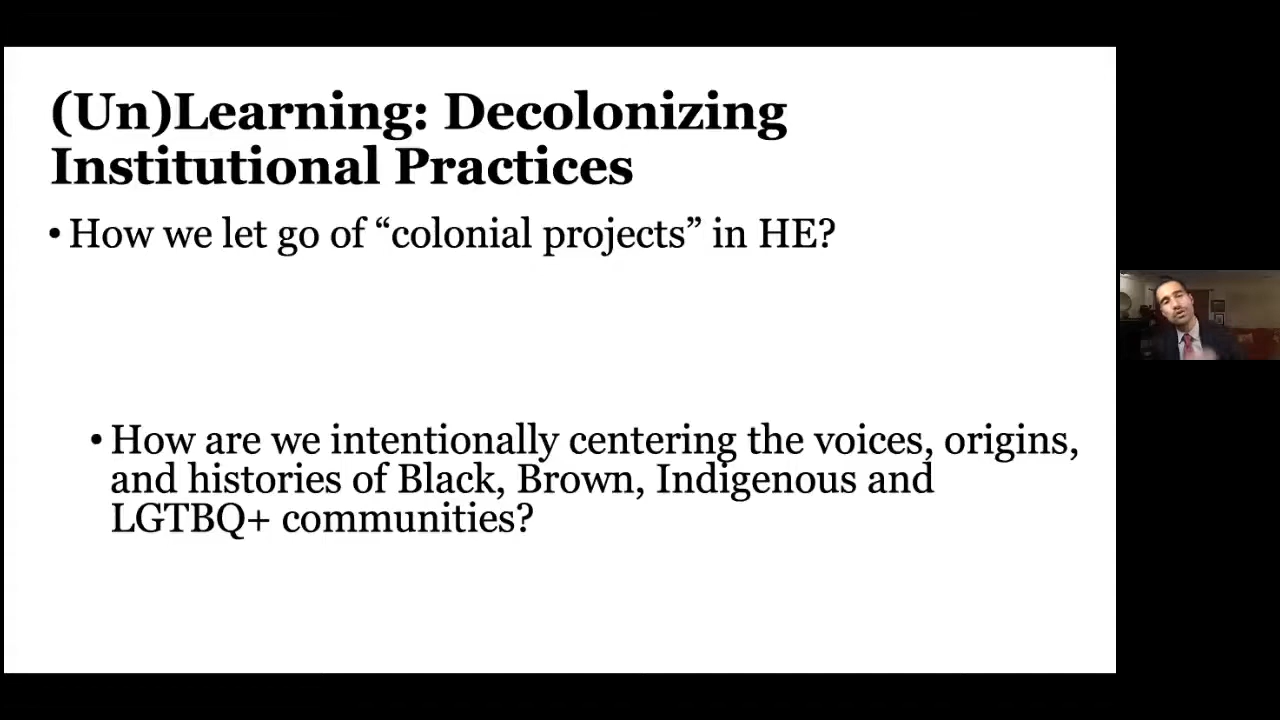 (Un)Learning: Decolonizing
Institutional Practices
• How we let go of “colonial projects” in HE?
• How are we intentionally centering the voices, origins,
and histories of Black, Brown, Indigenous and
LGTBQ+ communities?